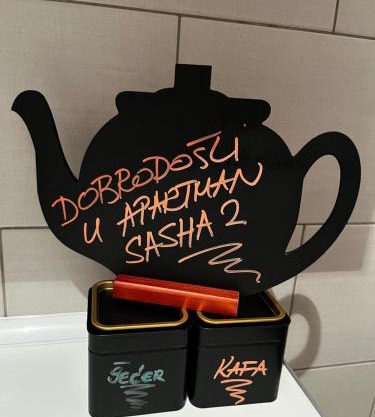 DOBRODOŠLI
U APARTMAN
SASHA 2
ŠEĆER
KAFA